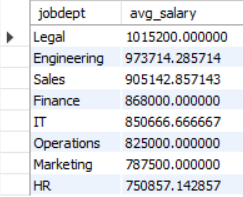 jobdept avg_salary
Legal 1015200.000000
Engineering 973714.285714
Sales 905142.857143
Finance 868000.000000
IT 850666.666667
Operations 825000.000000
Marketing 787500.000000
HR 750857.142857